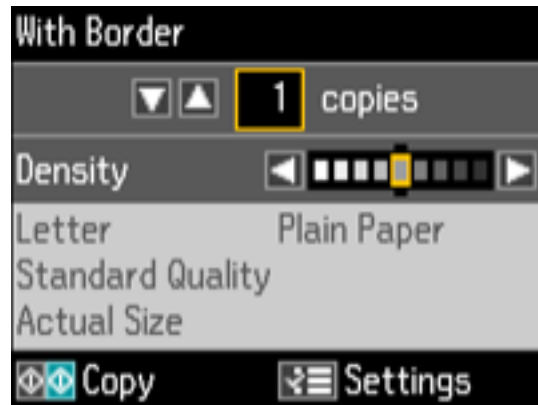 With Border
1 copies
Density
Letter Plain Paper
Standard Quality
Actual Size
Copy Settings